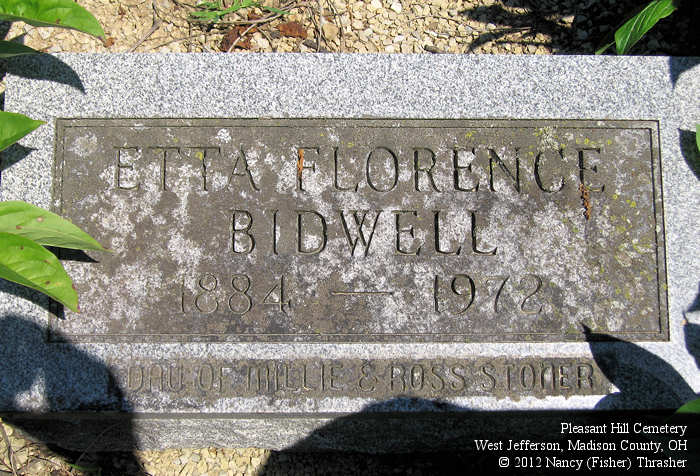 ETTA FLORENCE
BIDWELL
1884 — 1972
DAU OF MILLIE & ROSS STONER
Pleasant Hill Cemetery
West Jefferson, Madison County, OH
© 2012 Nancy (Fisher) Thrasher